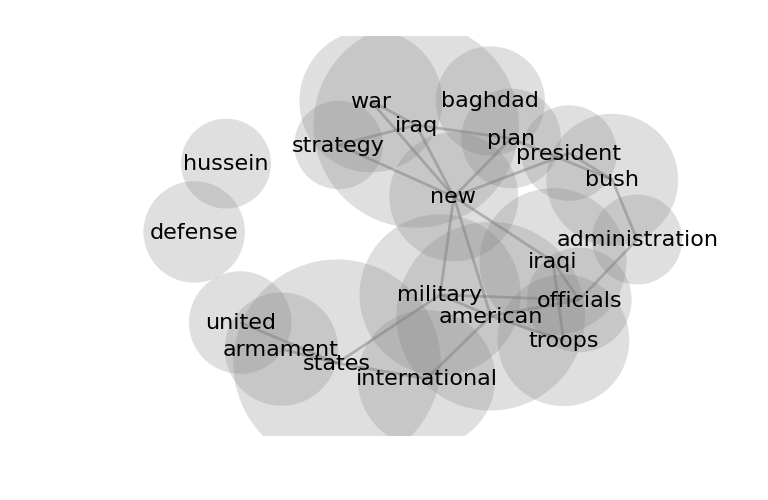 war
baghdad
iraq
plan
strategy
president
hussein
bush
new
defense
administration
iraqi
military
officials
american
united
troops
armament
states
international